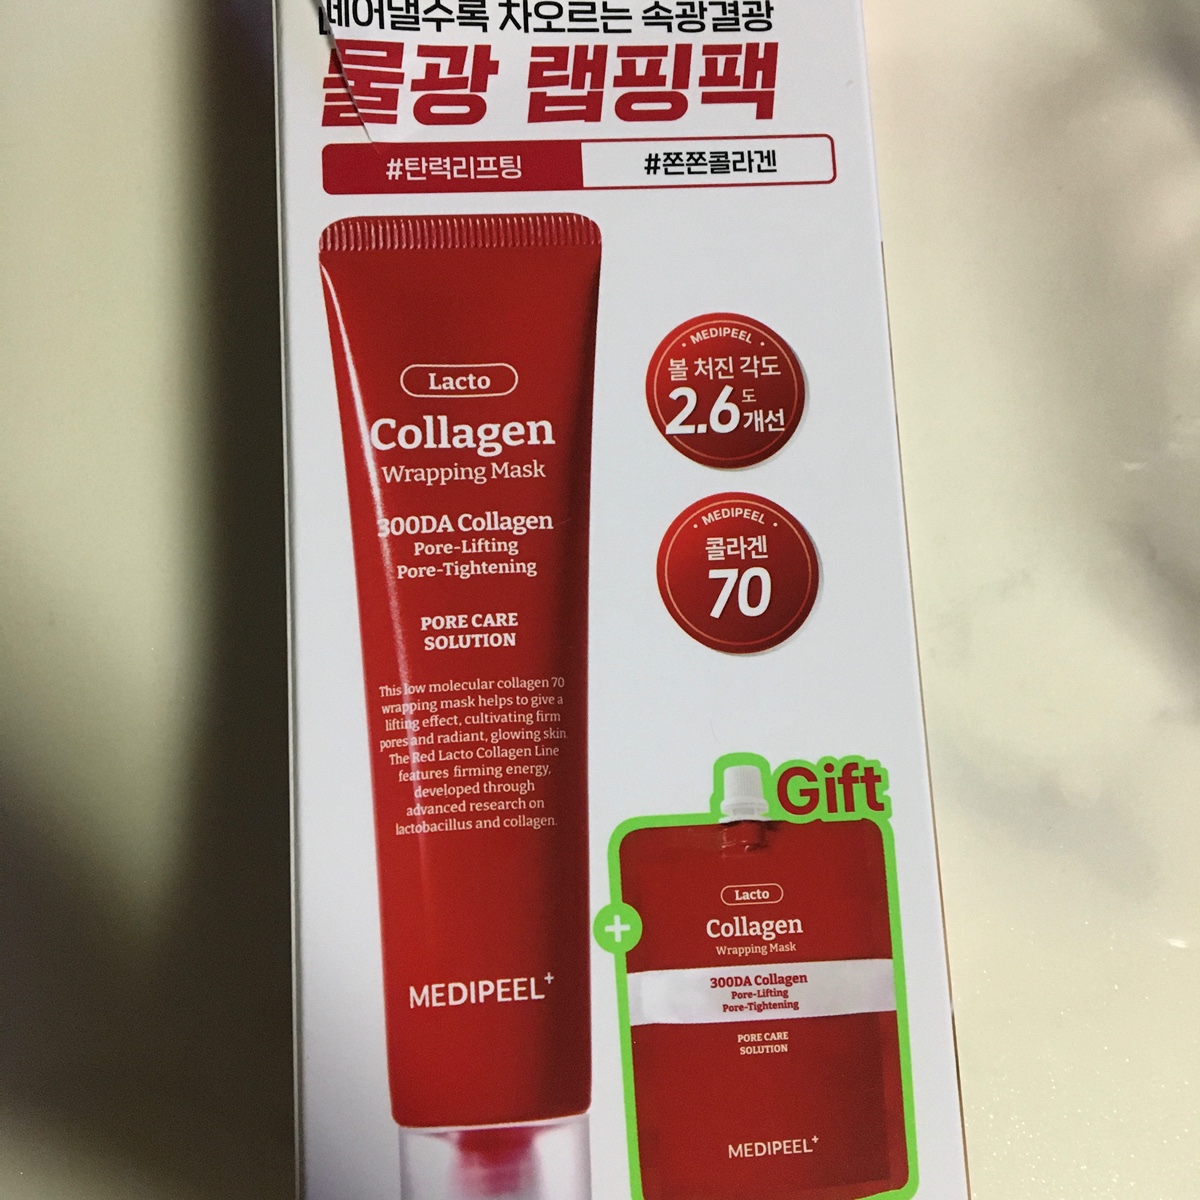 떼어낼수록 차오르는 속광결광
물광 랩핑팩
#탄력리프팅
#쫀쫀콜라겐
Lacto
Collagen
Wrapping Mask
300DA Collagen
Pore-Lifting
Pore-Tightening
PORE CARE
SOLUTION
This low molecular collagen 70
wrapping mask helps to give a
lifting effect, cultivating firm
pores and radiant, glowing skin
The Red Lacto Collagen Line
features firming energy,
developed through
advanced research on
lactobacillus and collagen.
MEDIPEEL+
MEDIPEEL
볼 처진 각도
2.6도 개선
MEDIPEEL
콜라겐
70
Gift
+
Lacto
Collagen
Wrapping Mask
300DA Collagen
Pore-Lifting
Pore-Tightening
PORE CARE
SOLUTION
MEDIPEEL+